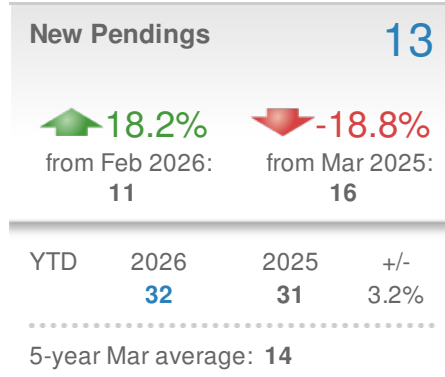 New Pendings 13
18.2% -18.8%
from Feb 2026: from Mar 2025:
11 16
YTD 2026 2025 +/-
32 31 3.2%
5-year Mar average: 14